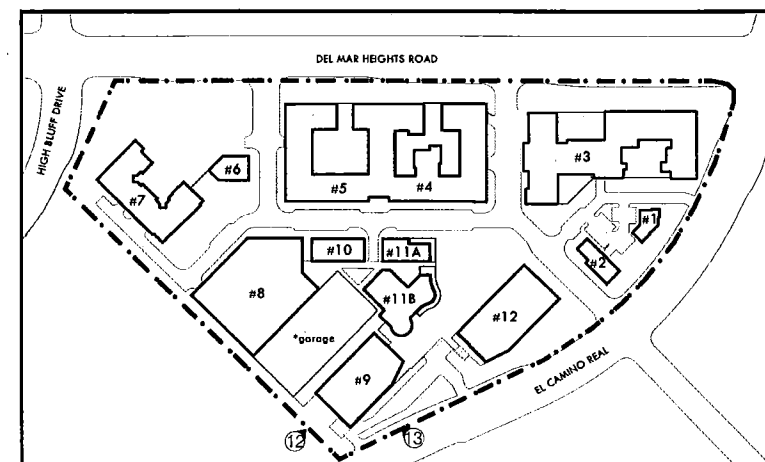 DEL MAR HEIGHTS ROAD
HIGH BLUFF DRIVE
#3
#6
#5
#4
#7
#1
#2
#10
#11A
#8
#11B
#12
*garage
#9
EL CAMINO REAL
12
13